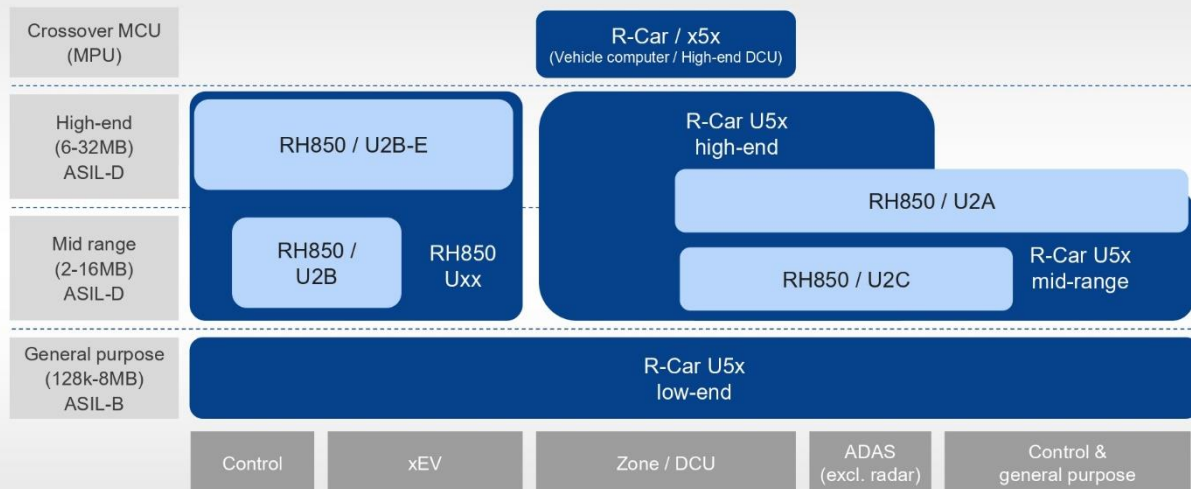 Crossover MCU
(MPU)
R-Car / x5x
(Vehicle computer / High-end DCU)
High-end
(6-32MB)
ASIL-D
RH850 / U2B-E
R-Car U5x
high-end
RH850 / U2A
Mid range
(2-16MB)
ASIL-D
RH850 /
U2B
RH850
Uxx
RH850 / U2C
R-Car U5x
mid-range
General purpose
(128k-8MB)
ASIL-B
R-Car U5x
low-end
Control
xEV
Zone / DCU
ADAS
(excl. radar)
Control &
general purpose